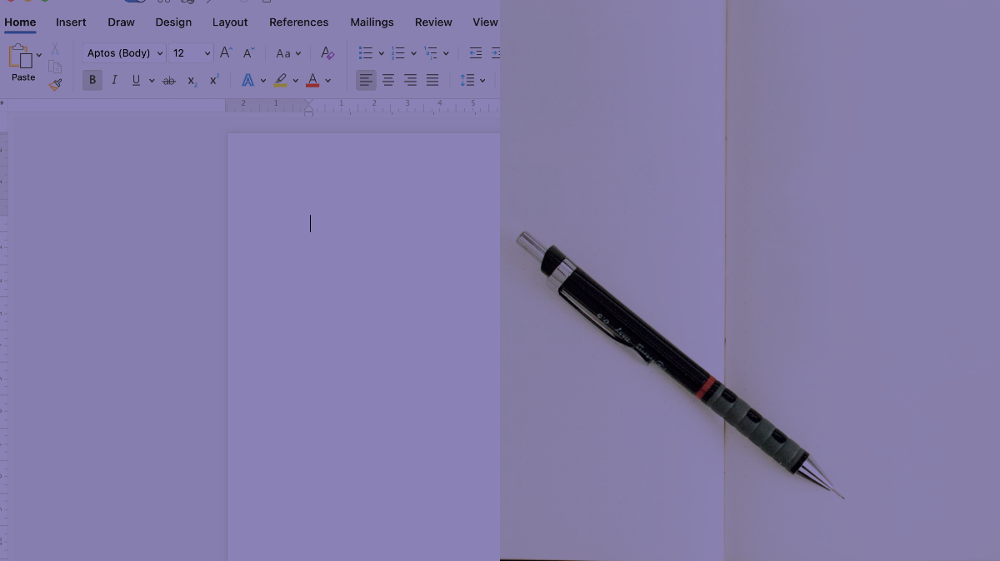 Home Insert Draw Design Layout References Mailings Review View
Paste
Aptos (Body) 12 Aa
B I U ab x₂ x² A A
2 1 1 2 3 4 5